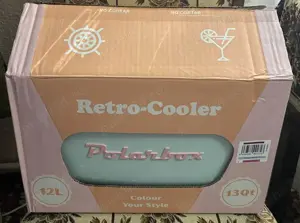 Retro-Cooler
Polarbox
12L
13Qt
Colour
Your Style